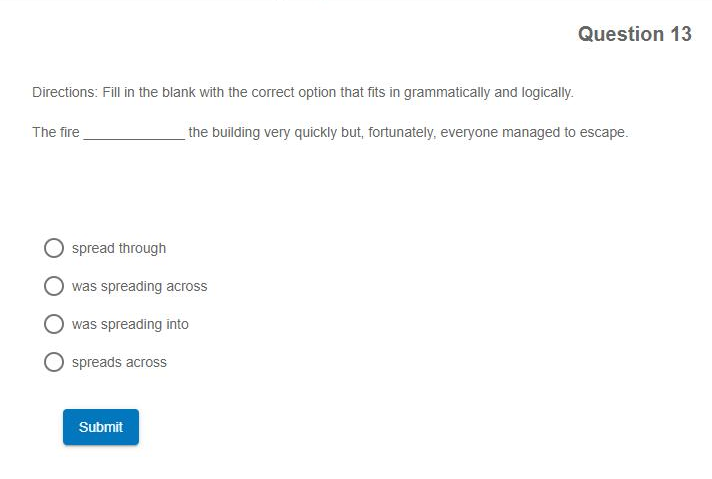 Question 13
Directions: Fill in the blank with the correct option that fits in grammatically and logically.
The fire _____________ the building very quickly but, fortunately, everyone managed to escape.
spread through
was spreading across
was spreading into
spreads across
Submit